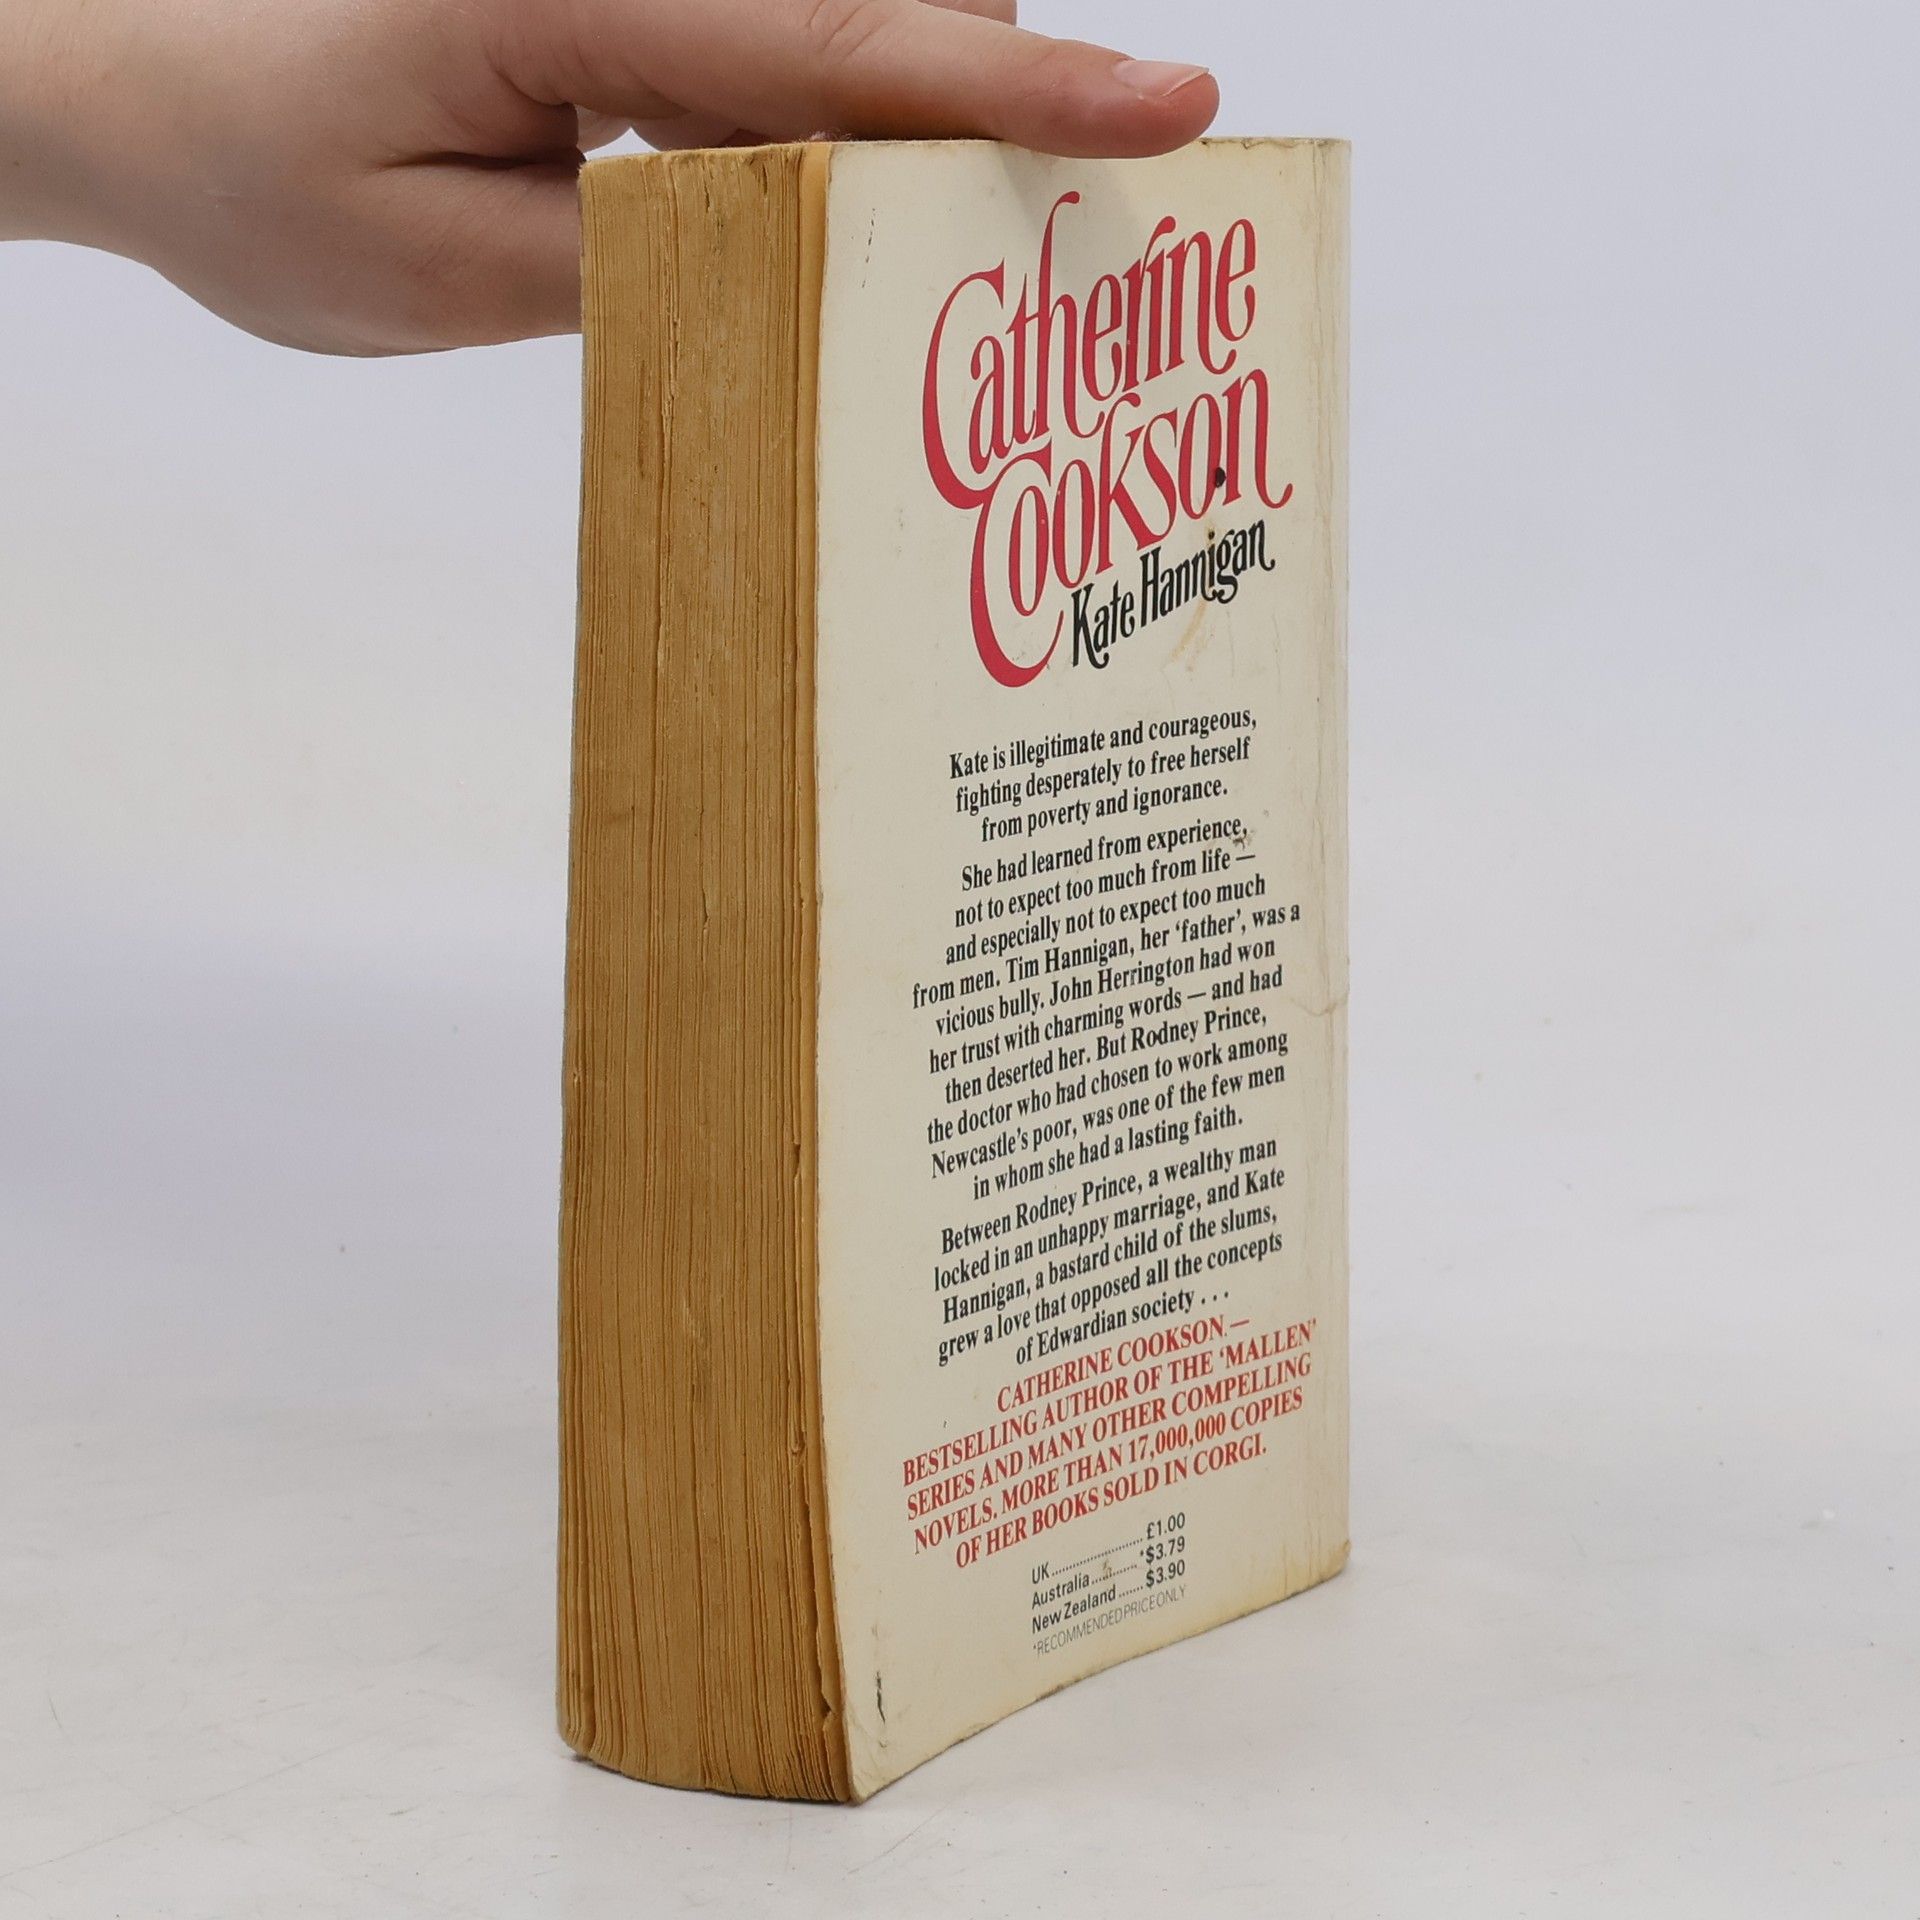 Catherine
Cookson
Kate Hannigan
Kate is illegitimate and courageous,
fighting desperately to free herself
from poverty and ignorance.
She had learned from experience,
not to expect too much from life —
and especially not to expect too much
from men. Tim Hannigan, her ‘father’, was a
vicious bully. John Herrington had won
her trust with charming words — and had
then deserted her. But Rodney Prince,
the doctor who had chosen to work among
Newcastle’s poor, was one of the few men
in whom she had a lasting faith.
Between Rodney Prince, a wealthy man
locked in an unhappy marriage, and Kate
Hannigan, a bastard child of the slums,
grew a love that opposed all the concepts
of Edwardian society . . .
CATHERINE COOKSON —
BESTSELLING AUTHOR OF THE ‘MALLEN’
SERIES AND MANY OTHER COMPELLING
NOVELS. MORE THAN 17,000,000 COPIES
OF HER BOOKS SOLD IN CORGI.
UK.......................... £1.00
Australia.............. *$3.79
New Zealand....... $3.90
*RECOMMENDED PRICE ONLY